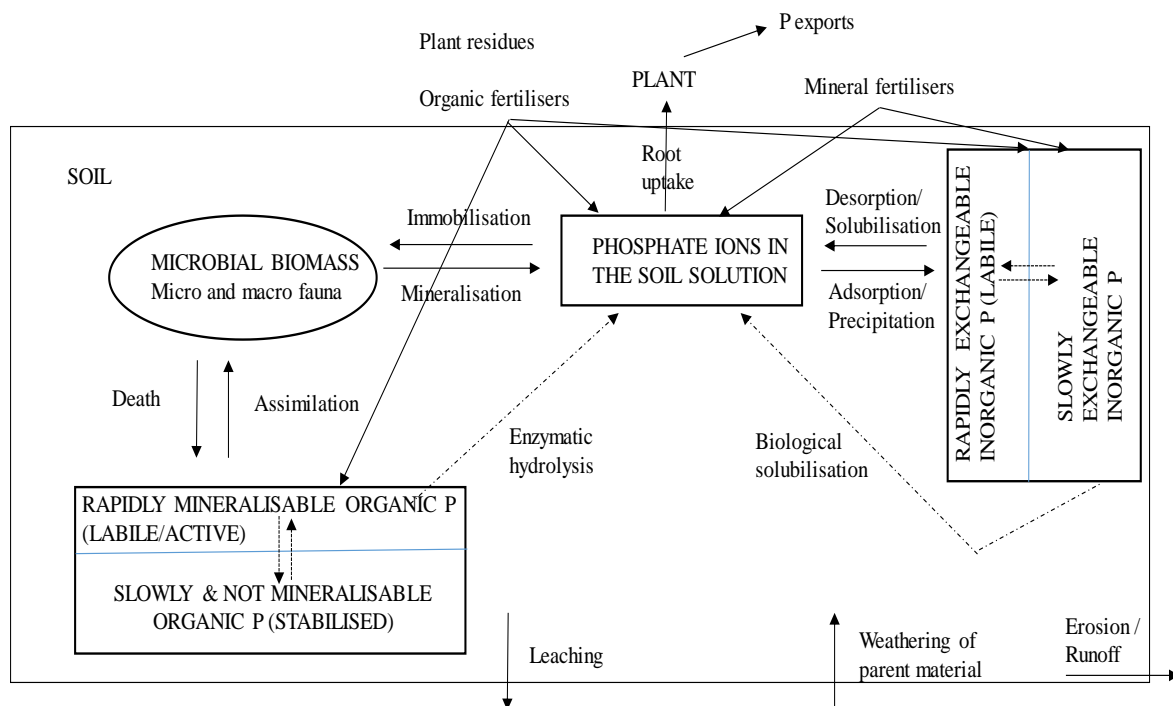 P exports
Plant residues
PLANT
Mineral fertilisers
Organic fertilisers
Root
uptake
SOIL
Desorption/
Solubilisation
Immobilisation
PHOSPHATE IONS IN
THE SOIL SOLUTION
MICROBIAL BIOMASS
Micro and macro fauna
Mineralisation
Adsorption/
Precipitation
RAPIDLY EXCHANGEABLE
INORGANIC P (LABILE)
SLOWLY
EXCHANGEABLE
INORGANIC P
Death
Assimilation
Enzymatic
hydrolysis
Biological
solubilisation
RAPIDLY MINERALISABLE ORGANIC P
(LABILE/ACTIVE)
SLOWLY & NOT MINERALISABLE
ORGANIC P (STABILISED)
Leaching
Weathering of
parent material
Erosion /
Runoff